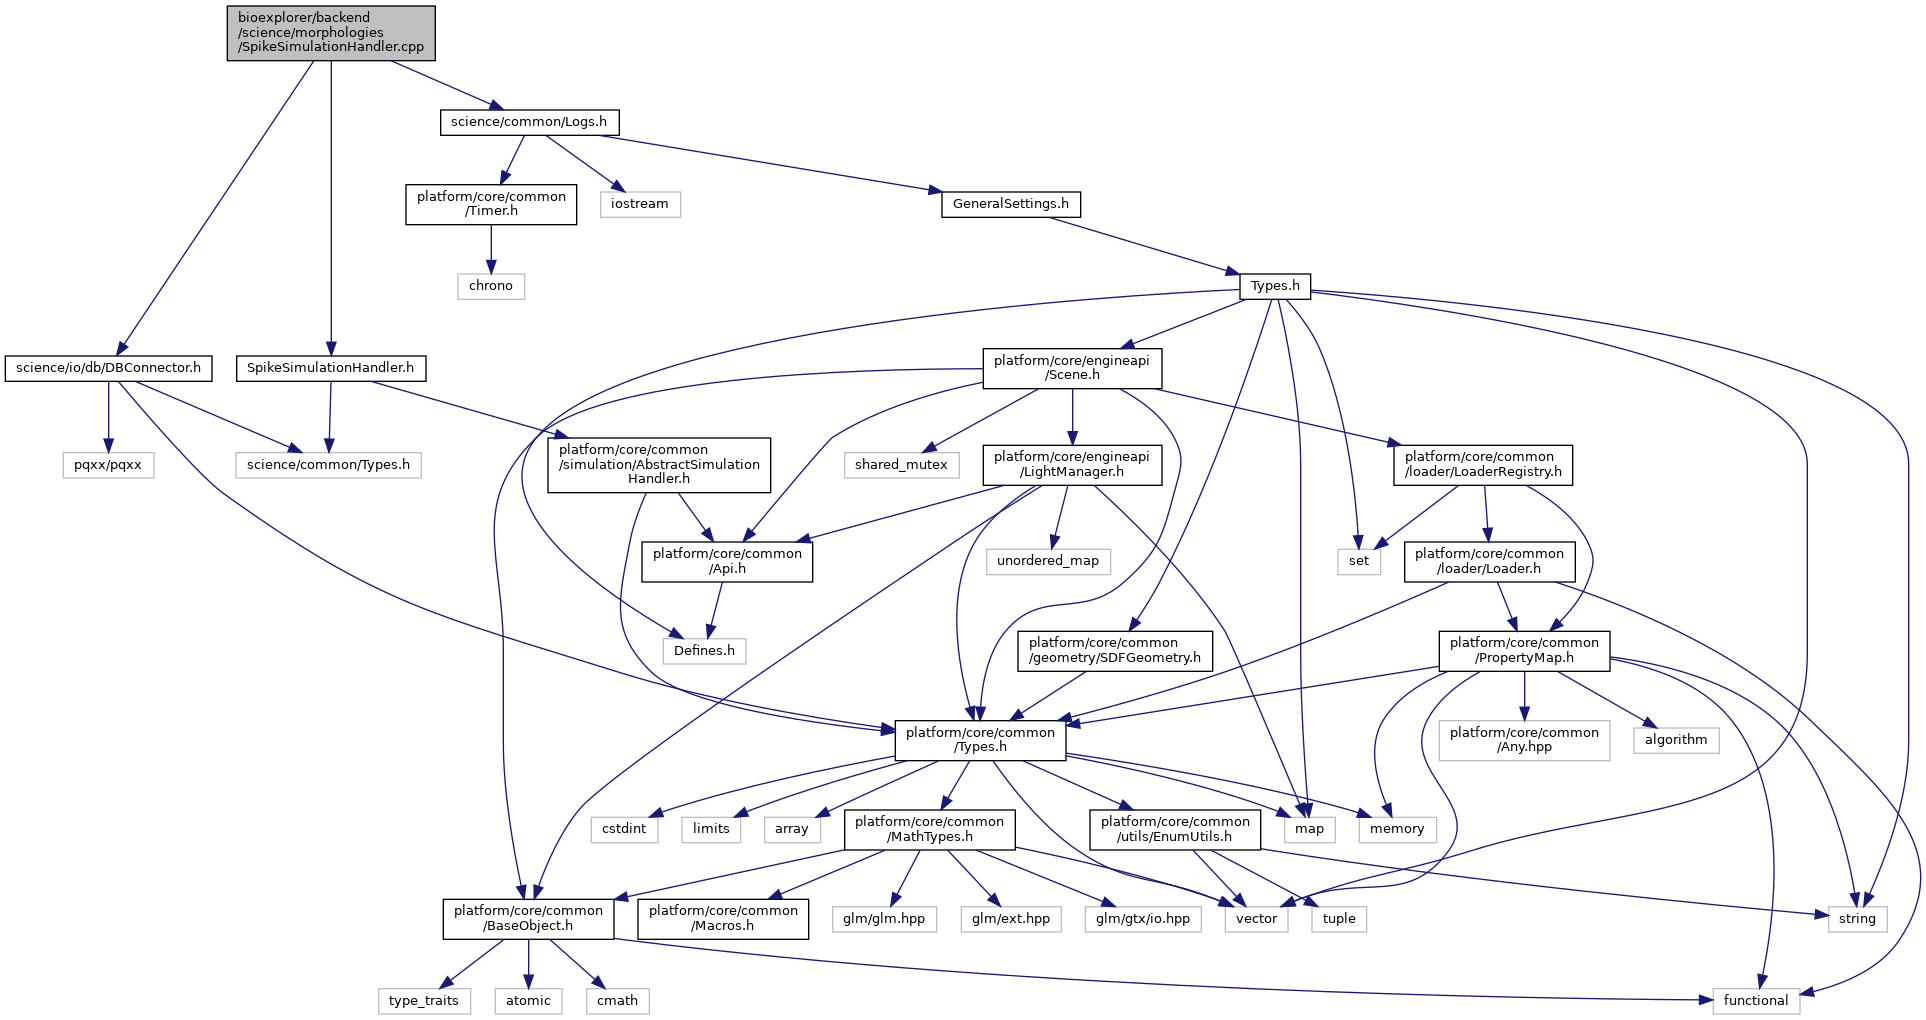 bioexplorer/backend
/science/morphologies
/SpikeSimulationHandler.cpp
science/common/Logs.h
platform/core/common
/Timer.h
iostream
GeneralSettings.h
chrono
Types.h
science/io/db/DBConnector.h
SpikeSimulationHandler.h
platform/core/engineapi
/Scene.h
pqxx/pqxx
science/common/Types.h
platform/core/common
/simulation/AbstractSimulation
Handler.h
shared_mutex
platform/core/engineapi
/LightManager.h
platform/core/common
/loader/LoaderRegistry.h
platform/core/common
/Api.h
unordered_map
set
platform/core/common
/loader/Loader.h
Defines.h
platform/core/common
/geometry/SDFGeometry.h
platform/core/common
/PropertyMap.h
platform/core/common
/Types.h
platform/core/common
/Any.hpp
algorithm
cstdint
limits
array
platform/core/common
/MathTypes.h
platform/core/common
/utils/EnumUtils.h
map
memory
platform/core/common
/BaseObject.h
platform/core/common
/Macros.h
glm/glm.hpp
glm/ext.hpp
glm/gtx/io.hpp
vector
tuple
string
type_traits
atomic
cmath
functional